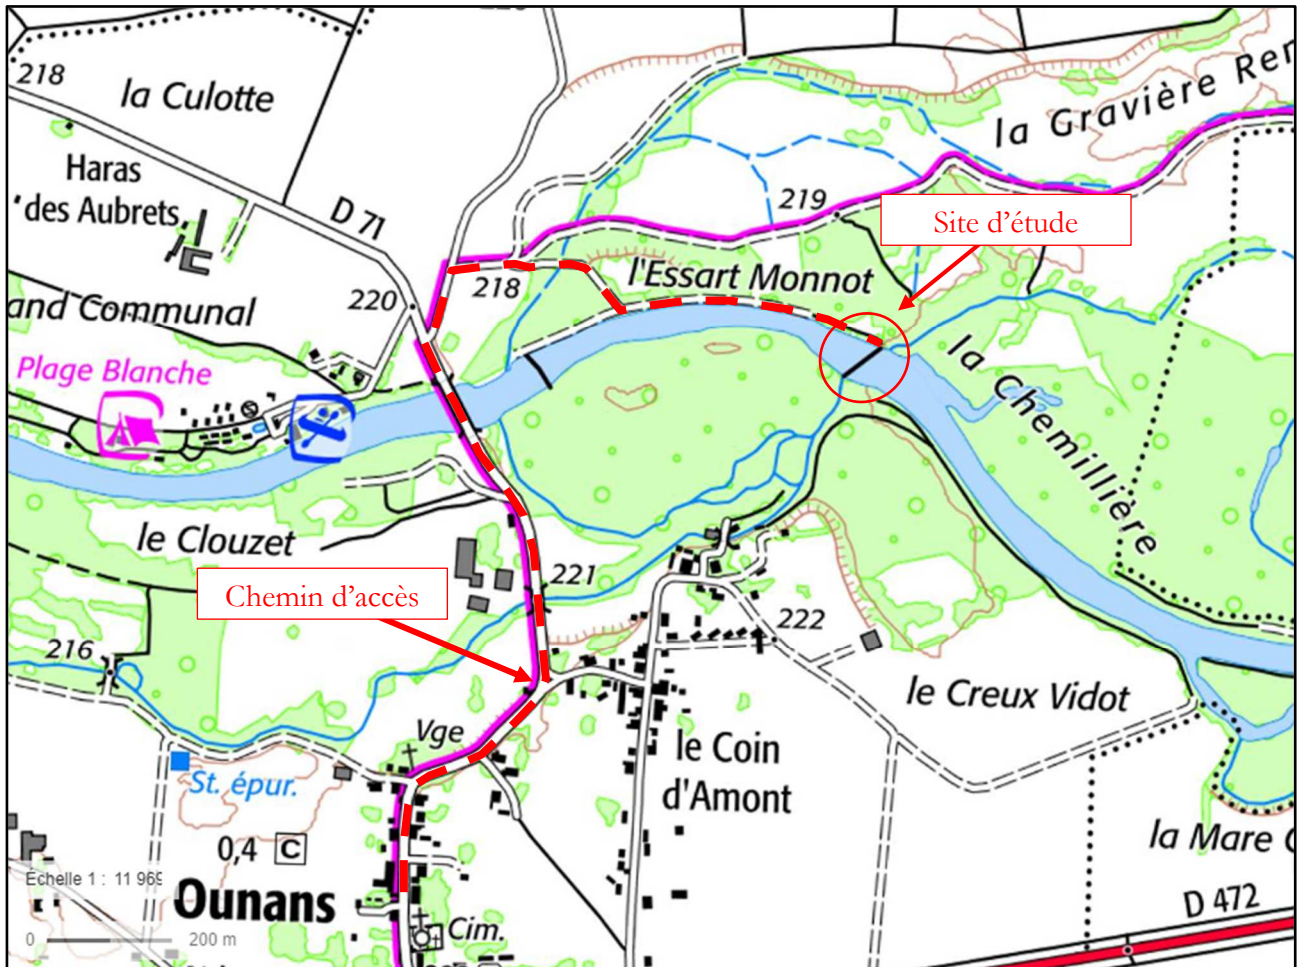 218
la Culotte
la Gravière
Haras
des Aubrets
D 71
219
Site d'étude
218
l'Essart Monnot
220
and Communal
Plage Blanche
la Chemillière
le Clouzet
221
Chemin d'accès
222
216
le Creux Vidot
Vge
le Coin
d'Amont
St. épur.
0,4 C
la Mare
Échelle 1 : 11 969
Ounans
D 472
Cim.
0 200 m